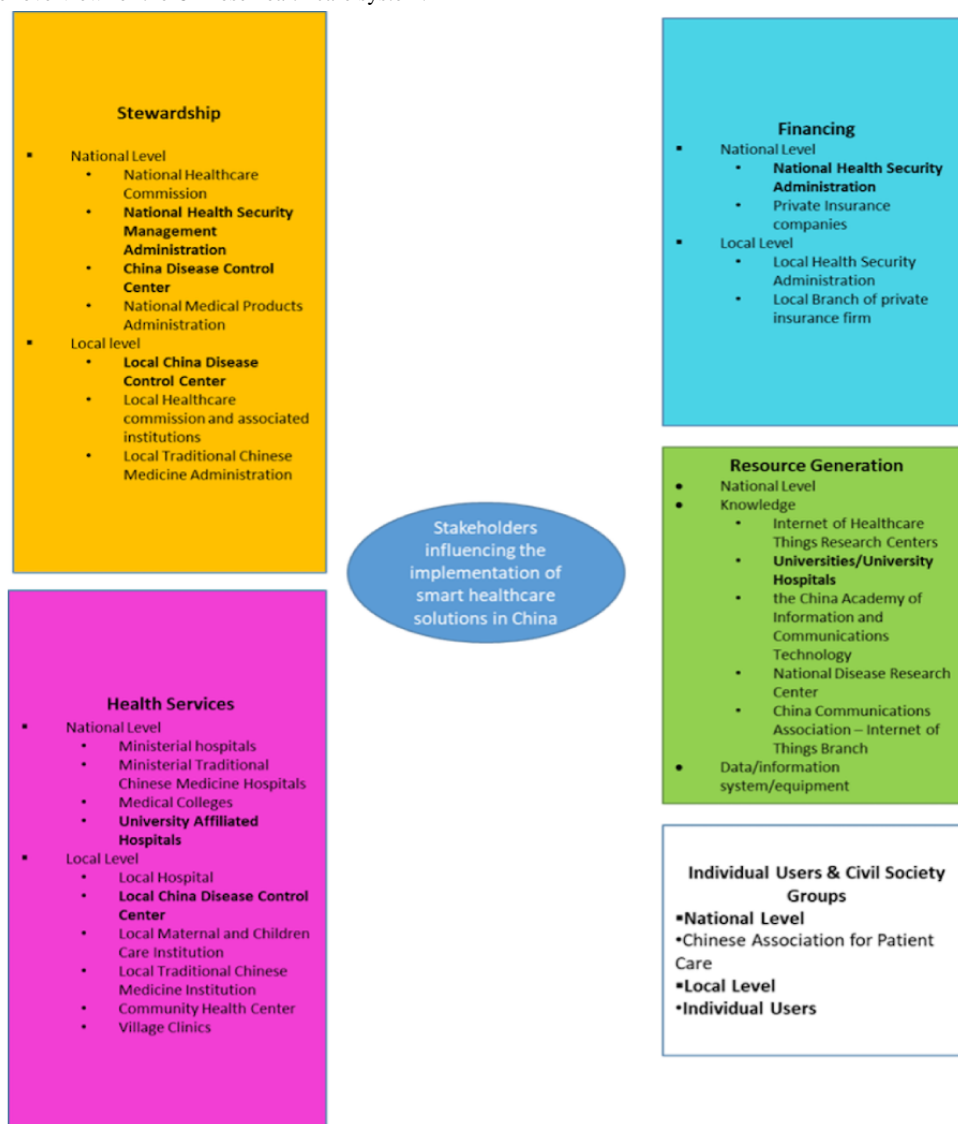 Stewardship
▪ National Level
• National Healthcare
Commission
• National Health Security
Management
Administration
• China Disease Control
Center
• National Medical Products
Administration
▪ Local level
• Local China Disease
Control Center
• Local Healthcare
commission and associated
institutions
• Local Traditional Chinese
Medicine Administration
Financing
▪ National Level
• National Health Security
Administration
• Private Insurance
companies
▪ Local Level
• Local Health Security
Administration
• Local Branch of private
insurance firm
Stakeholders
influencing the
implementation of
smart healthcare
solutions in China
Resource Generation
● National Level
● Knowledge
• Internet of Healthcare
Things Research Centers
• Universities/University
Hospitals
• the China Academy of
Information and
Communications
Technology
• National Disease Research
Center
• China Communications
Association – Internet of
Things Branch
● Data/information
system/equipment
Health Services
▪ National Level
• Ministerial hospitals
• Ministerial Traditional
Chinese Medicine Hospitals
• Medical Colleges
• University Affiliated
Hospitals
▪ Local Level
• Local Hospital
• Local China Disease Control
Center
• Local Maternal and Children
Care Institution
• Local Traditional Chinese
Medicine Institution
• Community Health Center
• Village Clinics
Individual Users & Civil Society
Groups
▪National Level
•Chinese Association for Patient
Care
▪Local Level
•Individual Users